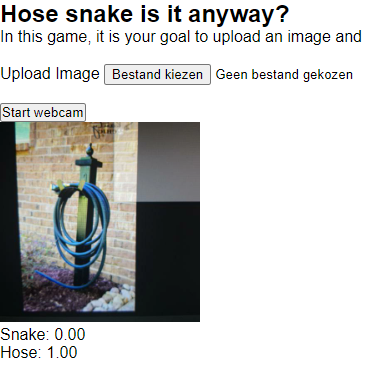 Hose snake is it anyway?
In this game, it is your goal to upload an image and
Upload Image Bestand kiezen Geen bestand gekozen
Start webcam
Snake: 0.00
Hose: 1.00